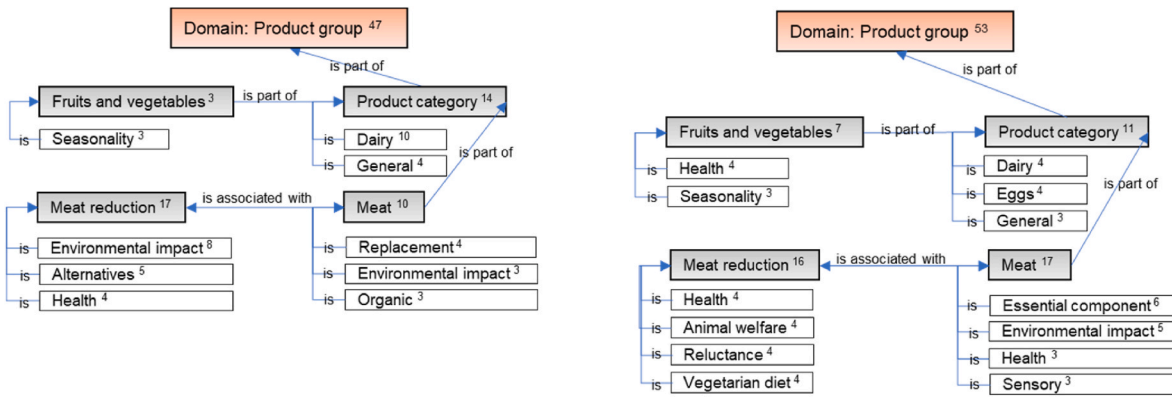 Domain: Product group 47
is part of
Fruits and vegetables 3
is part of
Product category 14
is Seasonality 3
is Dairy 10
is General 4
is part of
Meat reduction 17
is associated with
Meat 10
is Environmental impact 8
is Alternatives 5
is Health 4
is Replacement 4
is Environmental impact 3
is Organic 3
Domain: Product group 53
is part of
Fruits and vegetables 7
is part of
Product category 11
is Health 4
is Seasonality 3
is Dairy 4
is Eggs 4
is General 3
is part of
Meat reduction 16
is associated with
Meat 17
is Health 4
is Animal welfare 4
is Reluctance 4
is Vegetarian diet 4
is Essential component 6
is Environmental impact 5
is Health 3
is Sensory 3